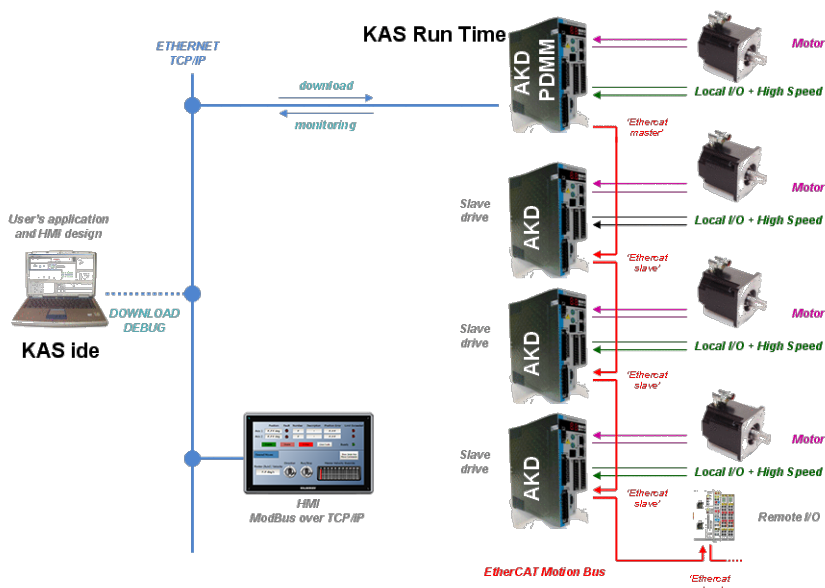 ETHERNET
TCP/IP
KAS Run Time
AKD
PDMM
Motor
download
monitoring
Local I/O + High Speed
'Ethercat
master'
Slave
drive
AKD
Motor
User's application
and HMI design
Local I/O + High Speed
'Ethercat
slave'
DOWNLOAD
DEBUG
KAS ide
Slave
drive
AKD
Motor
Local I/O + High Speed
'Ethercat
slave'
Slave
drive
AKD
Motor
Local I/O + High Speed
'Ethercat
slave'
HMI
ModBus over TCP/IP
Remote I/O
EtherCAT Motion Bus
'Ethercat